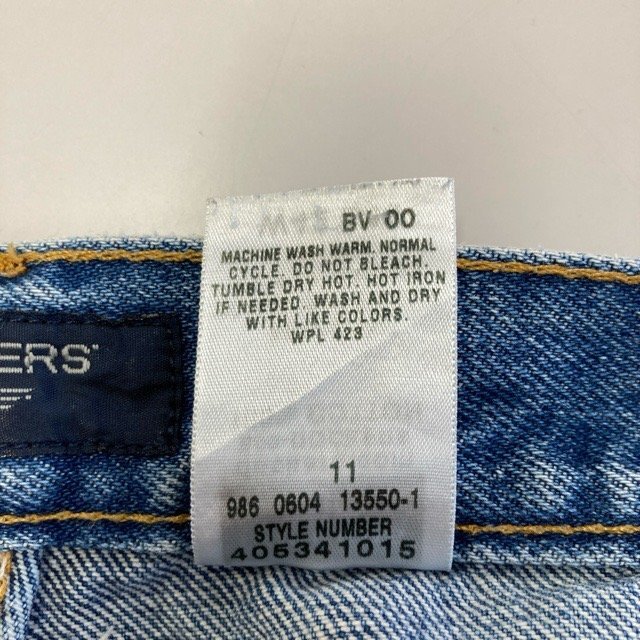 BV 00
MACHINE WASH WARM. NORMAL
CYCLE. DO NOT BLEACH.
TUMBLE DRY HOT. HOT IRON
IF NEEDED. WASH AND DRY
WITH LIKE COLORS.
WPL 423
ERS
11
986 0604 13550-1
STYLE NUMBER
405341015